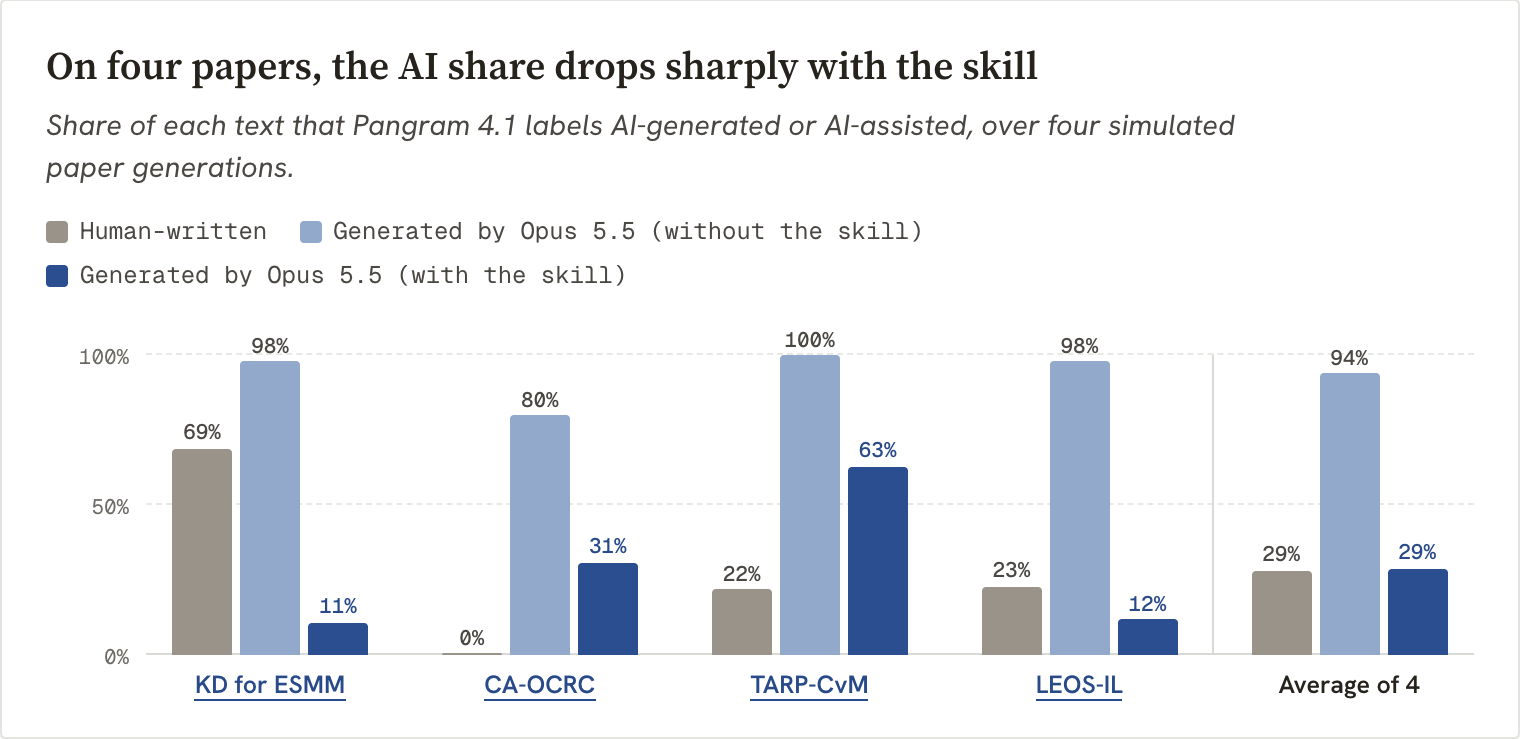 On four papers, the AI share drops sharply with the skill
Share of each text that Pangram 4.1 labels AI-generated or AI-assisted, over four simulated
paper generations.
Human-written Generated by Opus 5.5 (without the skill)
Generated by Opus 5.5 (with the skill)
100%
50%
0%
69% 98% 11%
0% 80% 31%
22% 100% 63%
23% 98% 12%
29% 94% 29%
KD for ESMM CA-OCRC TARP-CvM LEOS-IL Average of 4